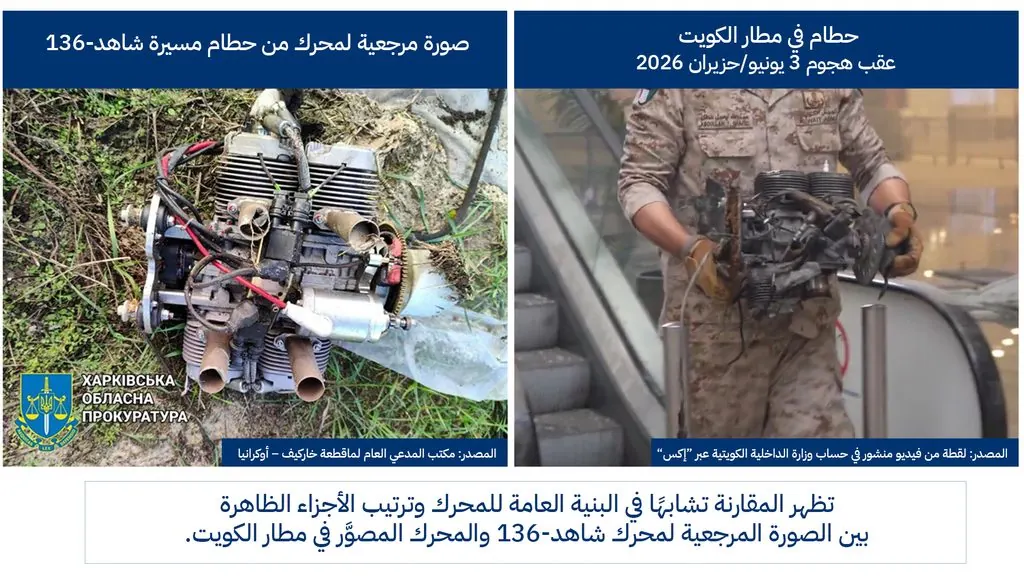 حطام في مطار الكويت
عقب هجوم 3 يونيو/حزيران 2026
صورة مرجعية لمحرك من حطام مسيرة شاهد-136
ХАРКІВСЬКА
ОБЛАСНА
ПРОКУРАТУРА
المصدر: لقطة من فيديو منشور في حساب وزارة الداخلية الكويتية عبر "إكس"
المصدر: مكتب المدعي العام لماقطعة خاركيف – أوكرانيا
تظهر المقارنة تشابهًا في البنية العامة للمحرك وترتيب الأجزاء الظاهرة
بين الصورة المرجعية لمحرك شاهد-136 والمحرك المصوَّر في مطار الكويت.